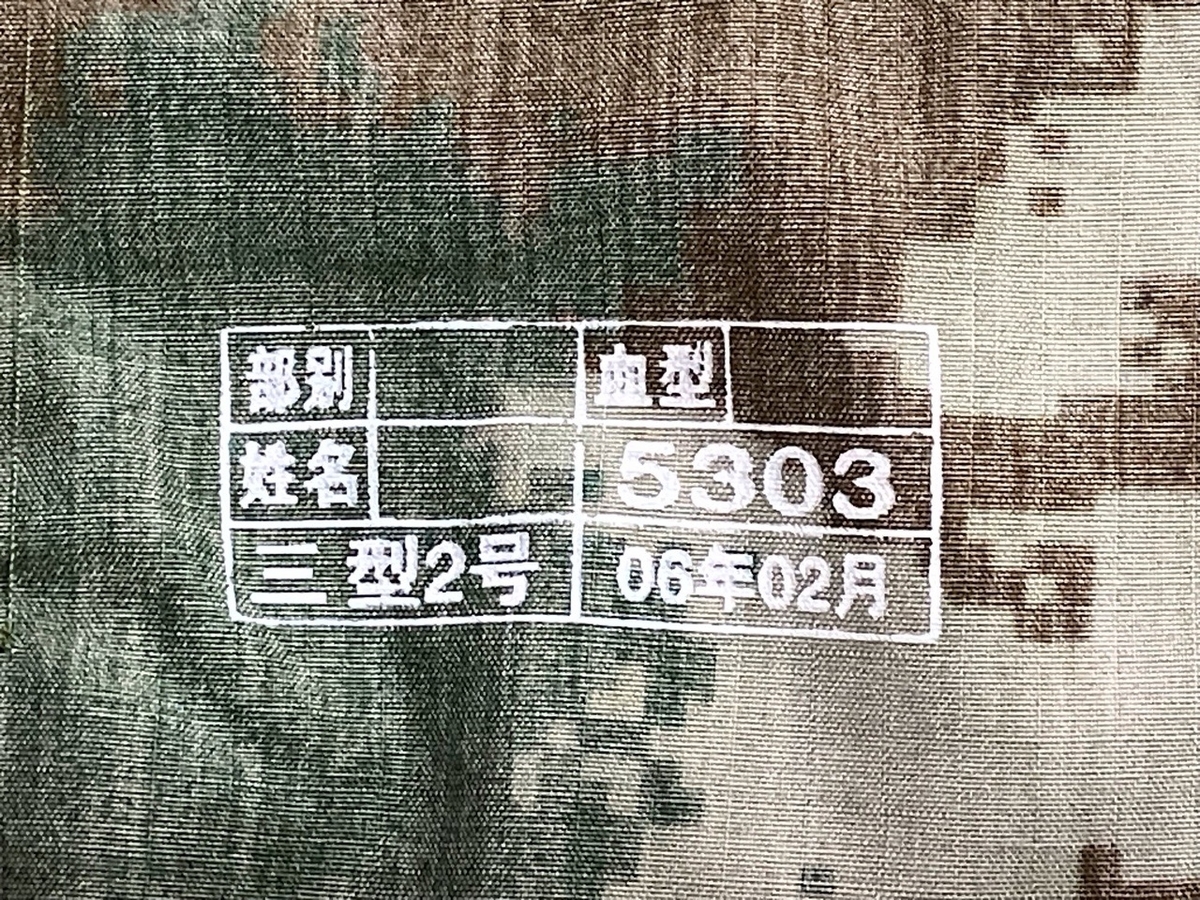 部别 血型
姓名 5303
三型2号 06年02月